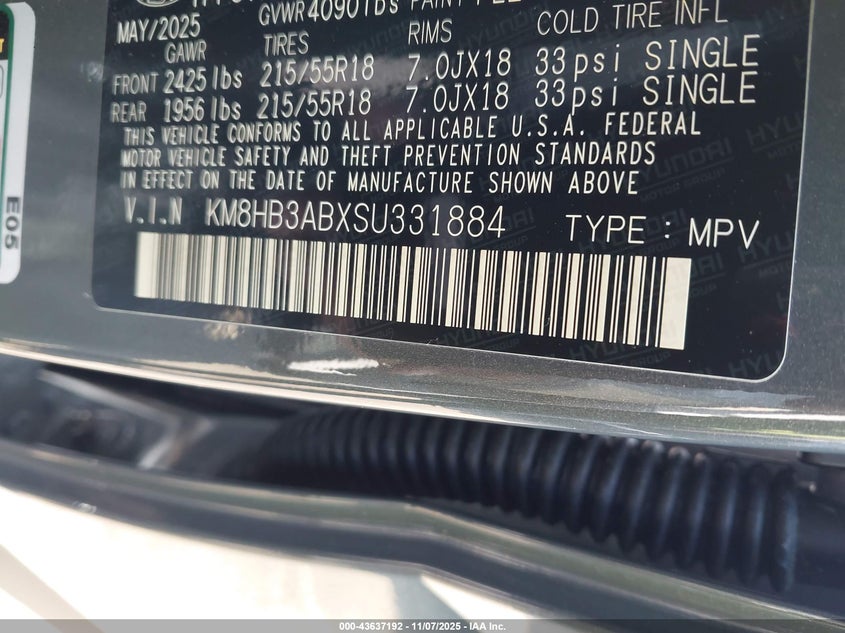 GVWR 4090 lbs
MAY/2025 COLD TIRE INFL
GAWR TIRES RIMS
FRONT 2425 lbs 215/55R18 7.0JX18 33psi SINGLE
REAR 1956 lbs 215/55R18 7.0JX18 33psi SINGLE
THIS VEHICLE CONFORMS TO ALL APPLICABLE U.S.A. FEDERAL
MOTOR VEHICLE SAFETY AND THEFT PREVENTION STANDARDS
IN EFFECT ON THE DATE OF MANUFACTURE SHOWN ABOVE
V.I.N KM8HB3ABXSU331884 TYPE : MPV
E05
HYUNDAI
MOTOR GROUP
000-43637192 — 11/07/2025 — IAA Inc.